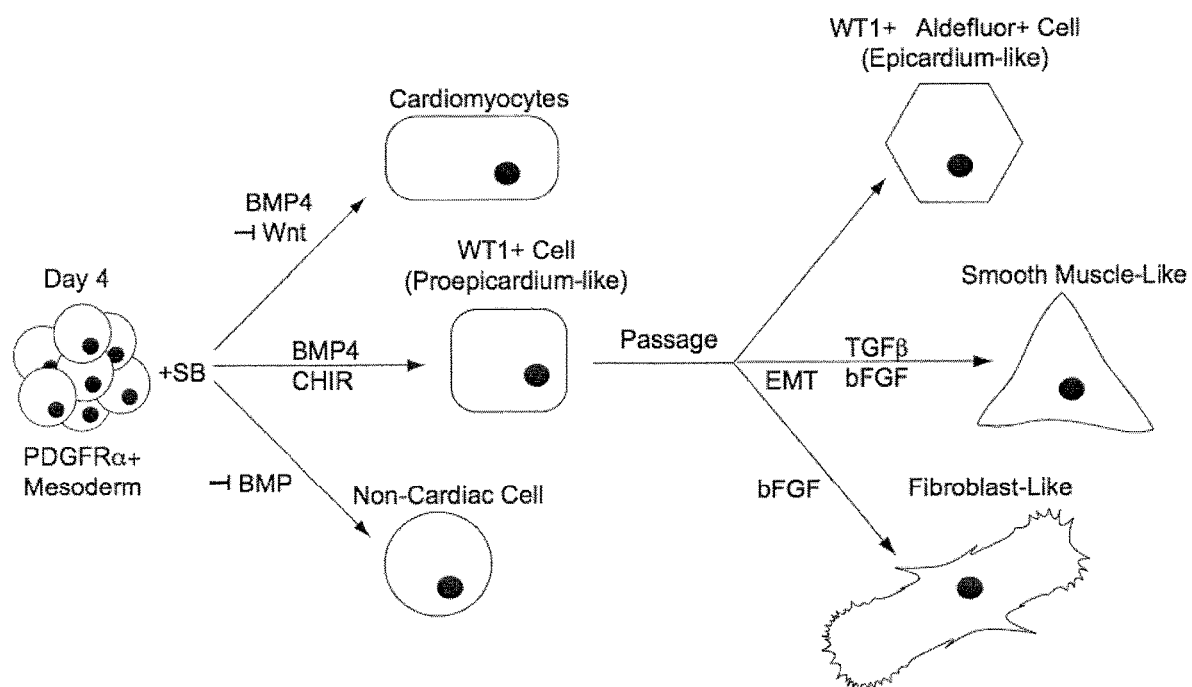 WT1+ Aldefluor+ Cell
(Epicardium-like)
Cardiomyocytes
BMP4
⊣ Wnt
WT1+ Cell
(Proepicardium-like)
Day 4
Smooth Muscle-Like
+SB
BMP4
CHIR
Passage
EMT
TGFβ
bFGF
PDGFRα+
Mesoderm
⊣ BMP
Non-Cardiac Cell
bFGF
Fibroblast-Like